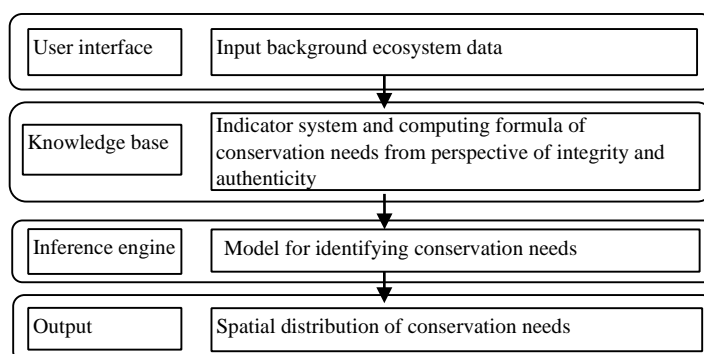 User interface
Input background ecosystem data
Knowledge base
Indicator system and computing formula of
conservation needs from perspective of integrity and
authenticity
Inference engine
Model for identifying conservation needs
Output
Spatial distribution of conservation needs